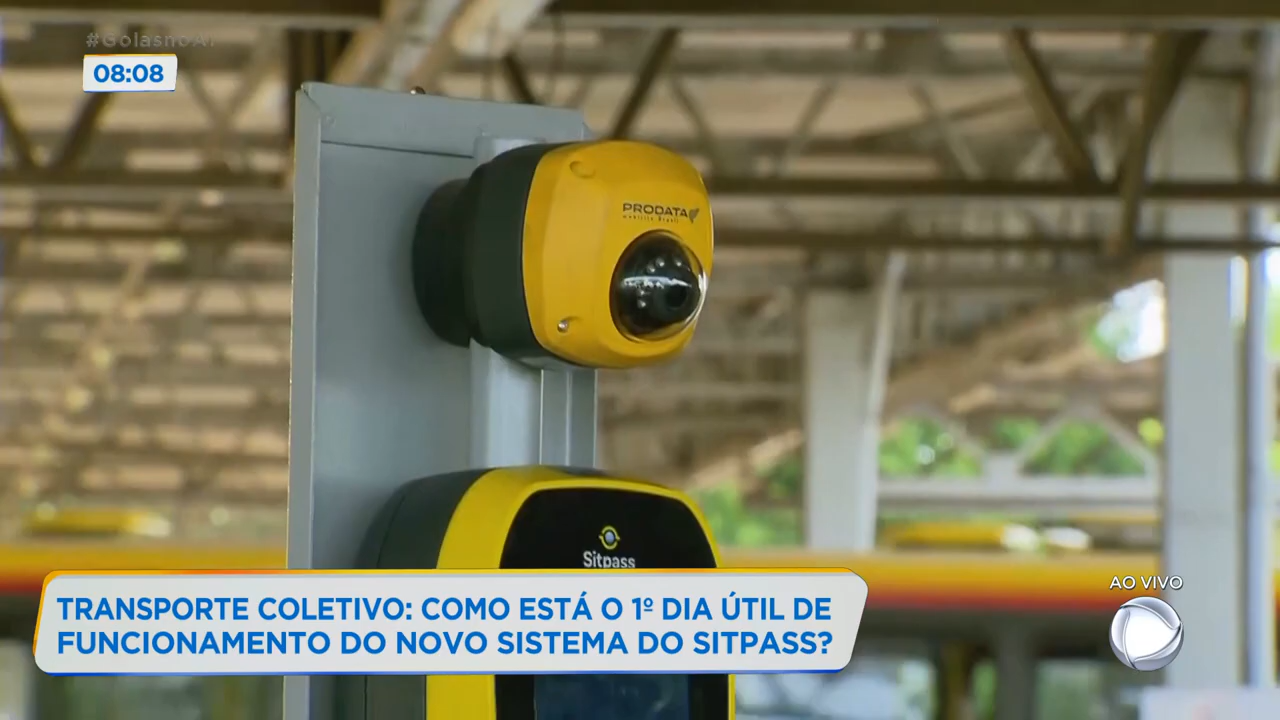 #GoiásnoAr
08:08
PRODATA
Sitpass
TRANSPORTE COLETIVO: COMO ESTÁ O 1º DIA ÚTIL DE
FUNCIONAMENTO DO NOVO SISTEMA DO SITPASS?
AO VIVO